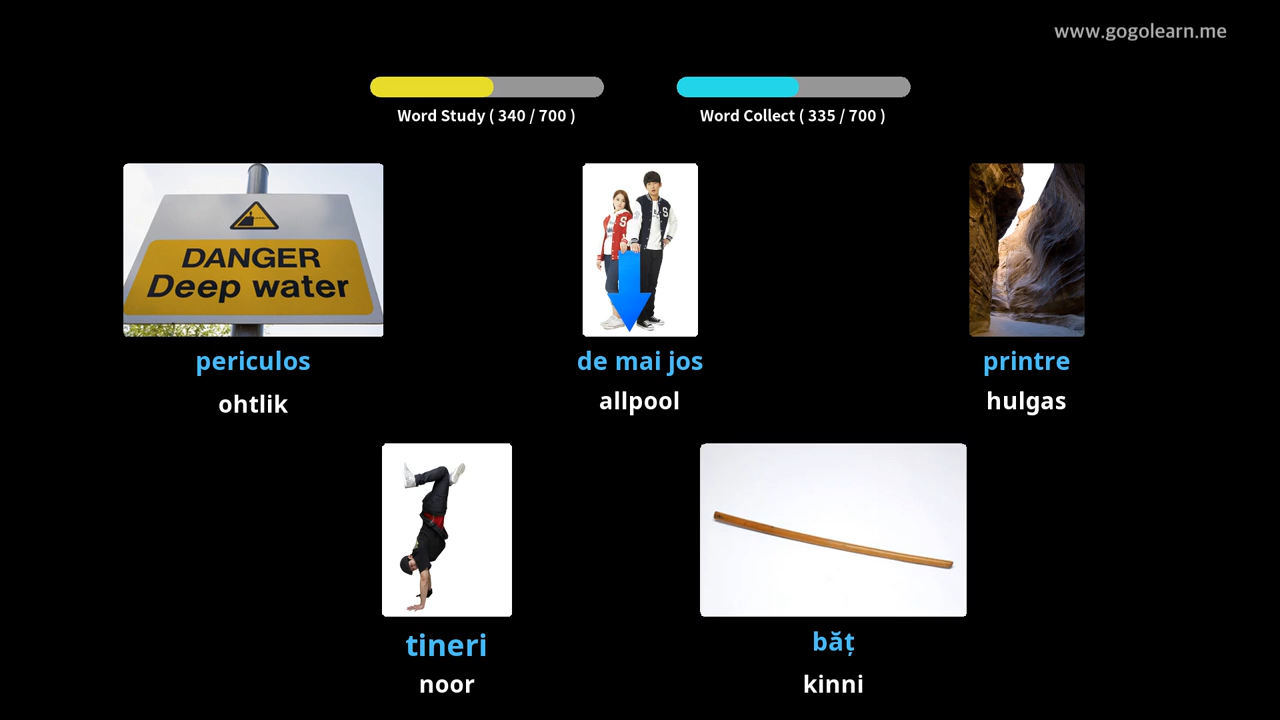 www.gogolearn.me
Word Study ( 340 / 700 )
Word Collect ( 335 / 700 )
DANGER
Deep water
S
S
periculos
de mai jos
printre
ohtlik
allpool
hulgas
tineri
băț
noor
kinni